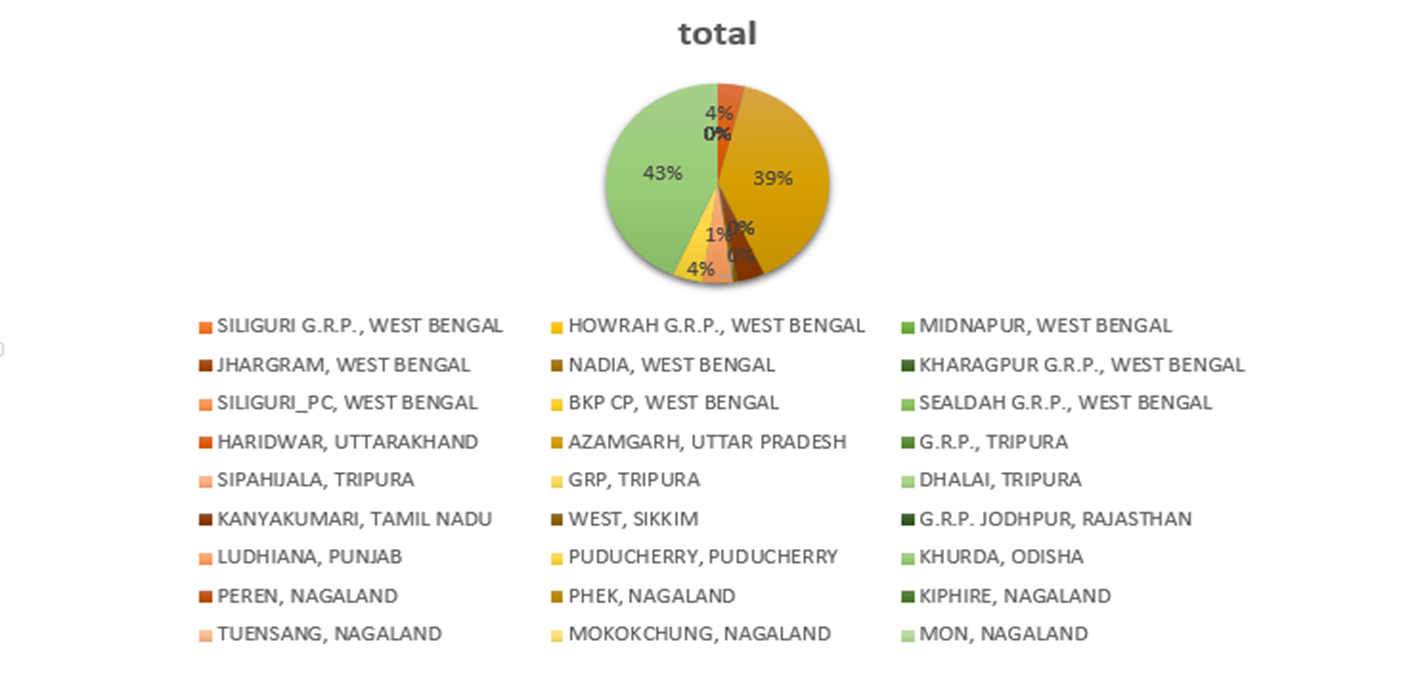 total
4%
0%
43%
39%
0%
1%
0%
4%
SILIGURI G.R.P., WEST BENGAL HOWRAH G.R.P., WEST BENGAL MIDNAPUR, WEST BENGAL
JHARGRAM, WEST BENGAL NADIA, WEST BENGAL KHARAGPUR G.R.P., WEST BENGAL
SILIGURI_PC, WEST BENGAL BKP CP, WEST BENGAL SEALDAH G.R.P., WEST BENGAL
HARIDWAR, UTTARAKHAND AZAMGARH, UTTAR PRADESH G.R.P., TRIPURA
SIPAHIJALA, TRIPURA GRP, TRIPURA DHALAI, TRIPURA
KANYAKUMARI, TAMIL NADU WEST, SIKKIM G.R.P. JODHPUR, RAJASTHAN
LUDHIANA, PUNJAB PUDUCHERRY, PUDUCHERRY KHURDA, ODISHA
PEREN, NAGALAND PHEK, NAGALAND KIPHIRE, NAGALAND
TUENSANG, NAGALAND MOKOKCHUNG, NAGALAND MON, NAGALAND